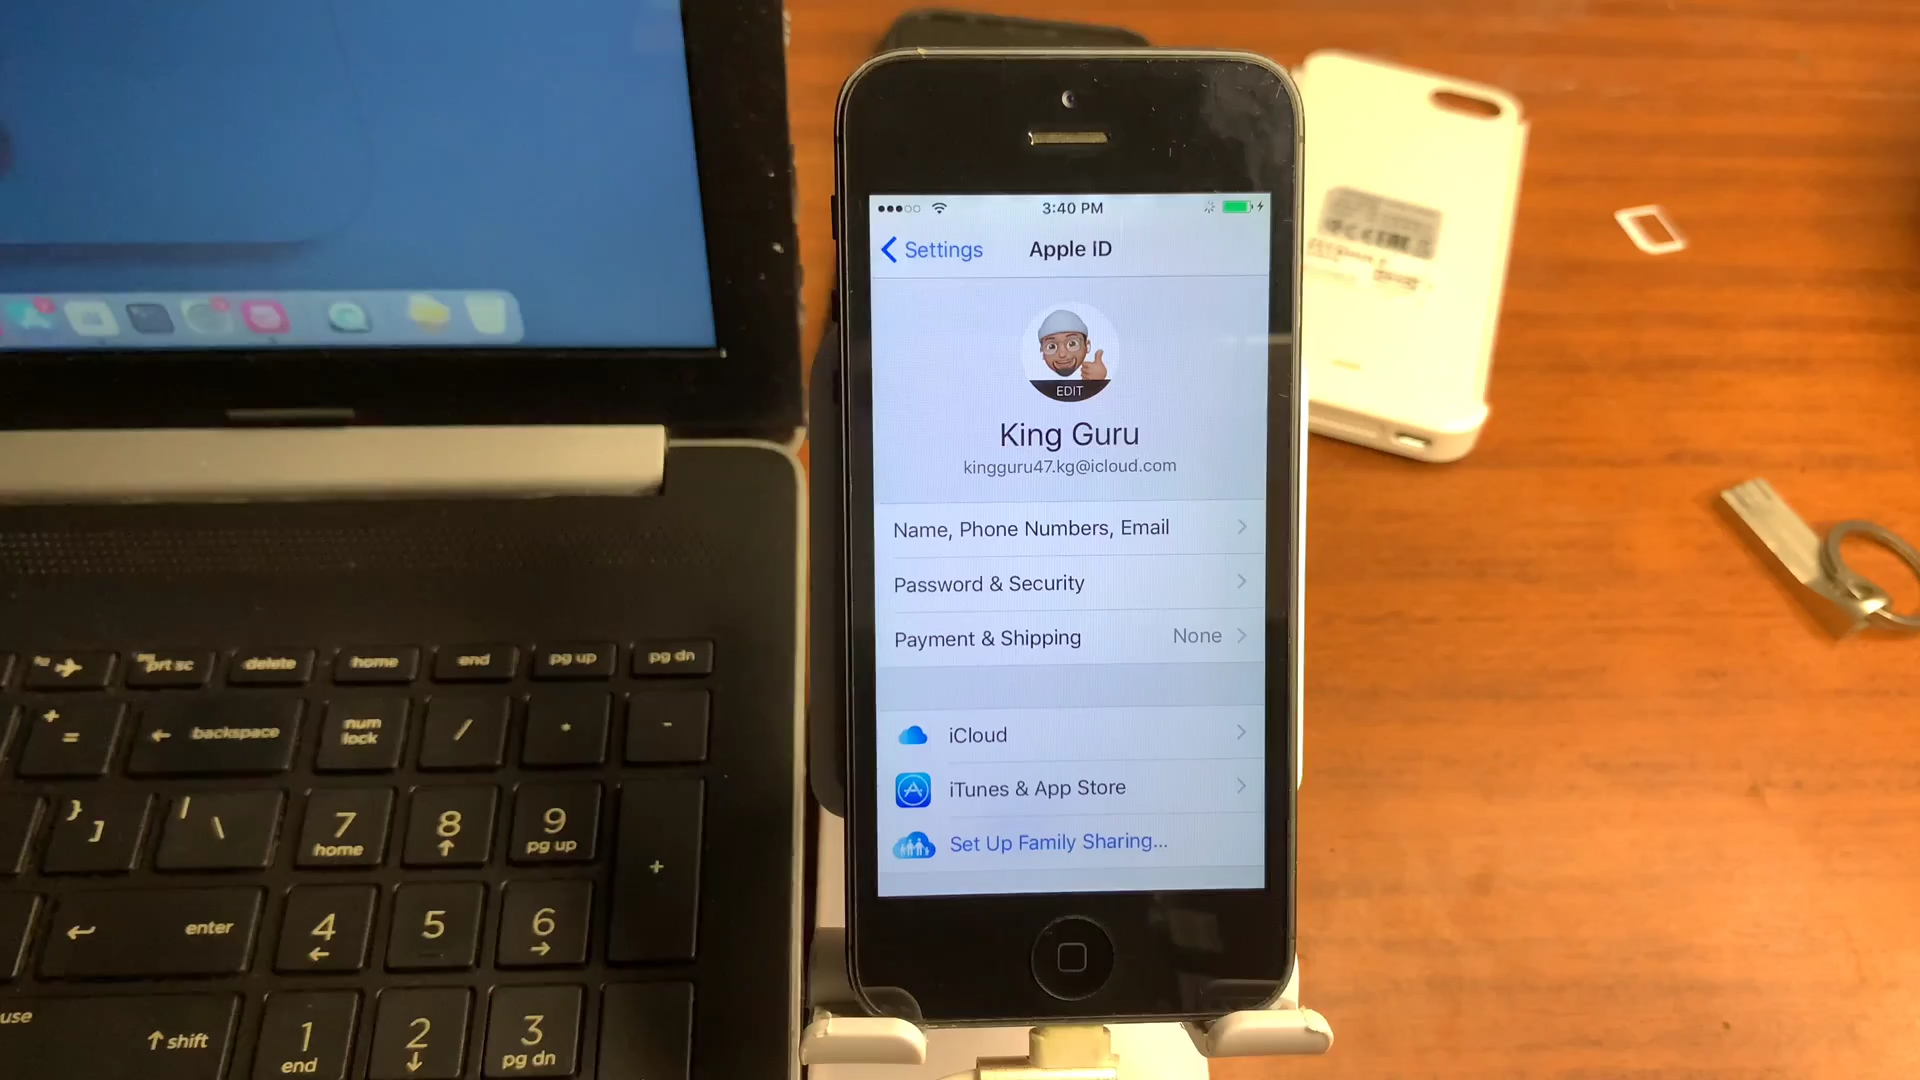 3:40 PM
Settings
Apple iD
EDIT
King Guru
kingguru47.kg@icloud.com
Name, Phone Numbers, Email
Password & Security
Payment & Shipping None
iCloud
iTunes & App Store
Set Up Family Sharing...
prt sc
delete
home
end
pg up
pg dn
+
=
← backspace
num
lock
/
*
-
}
]
|
\
7
home
8
↑
9
pg up
+
← enter
4
←
5
6
→
use
↑ shift
1
end
2
↓
3
pg dn